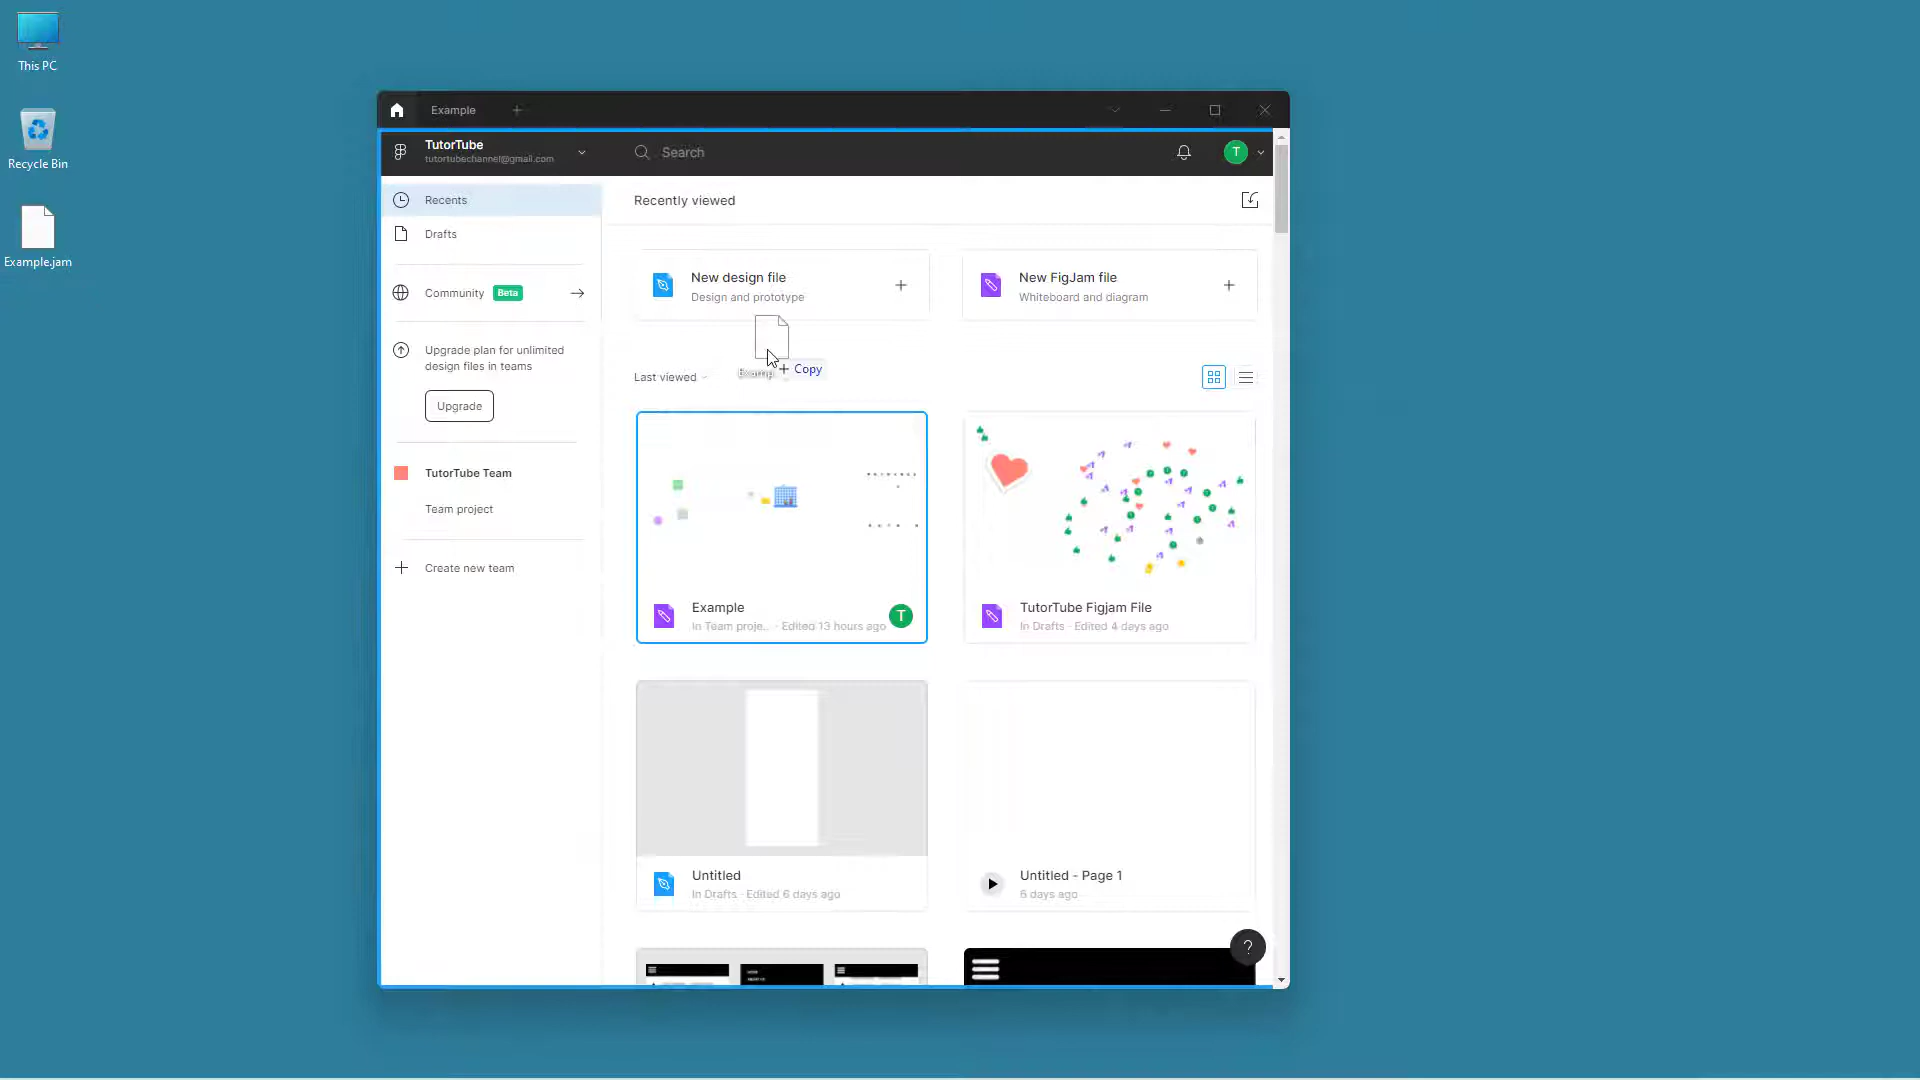 This PC
Recycle Bin
Example.jam
Example
TutorTube
tutortubechannel@gmail.com
Search
T
Recents
Drafts
Community Beta
Upgrade plan for unlimited
design files in teams
Upgrade
TutorTube Team
Team project
Create new team
Recently viewed
New design file
Design and prototype
New FigJam file
Whiteboard and diagram
Copy
Last viewed
Example
In Team proje... · Edited 13 hours ago
T
TutorTube Figjam File
In Drafts · Edited 4 days ago
Untitled
In Drafts · Edited 6 days ago
Untitled - Page 1
6 days ago
?